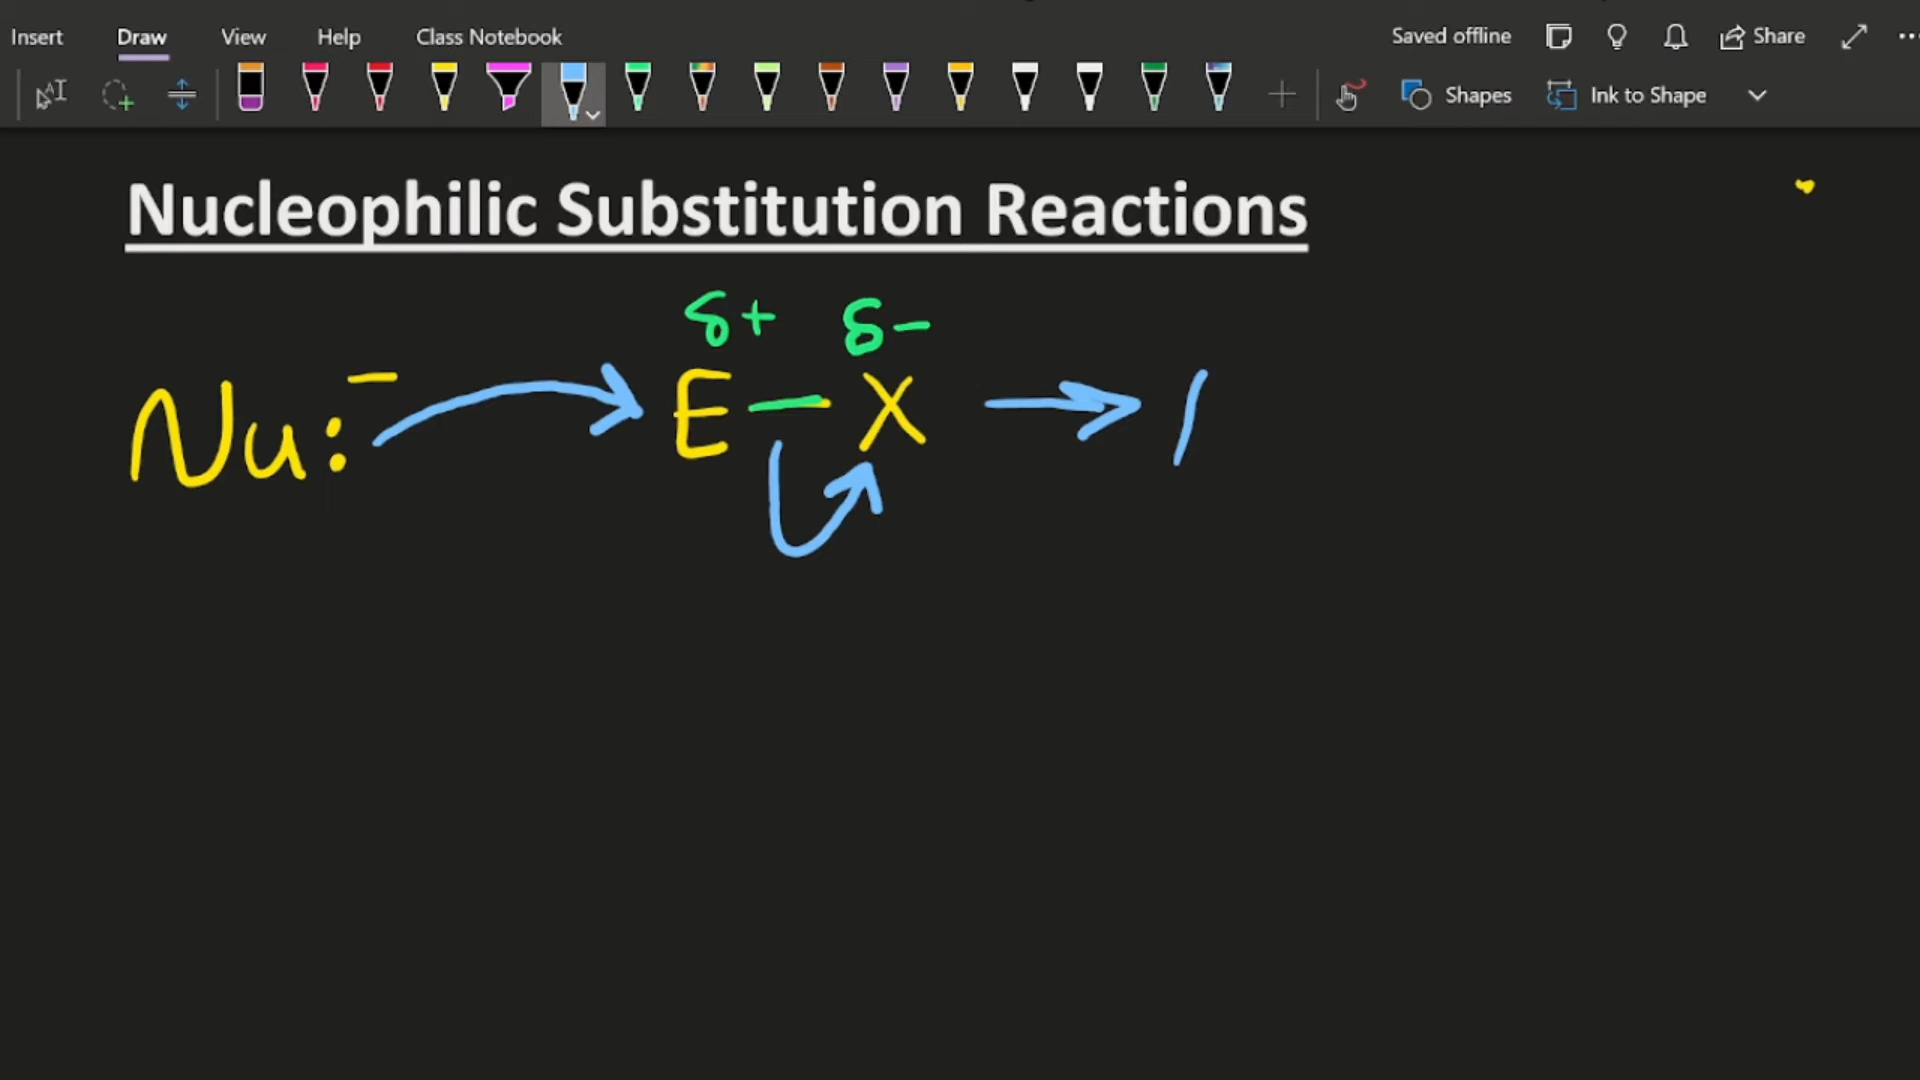 Insert Draw View Help Class Notebook Saved offline Share
Shapes Ink to Shape
Nucleophilic Substitution Reactions
δ+ δ−
Nu:⁻ → E − X → /